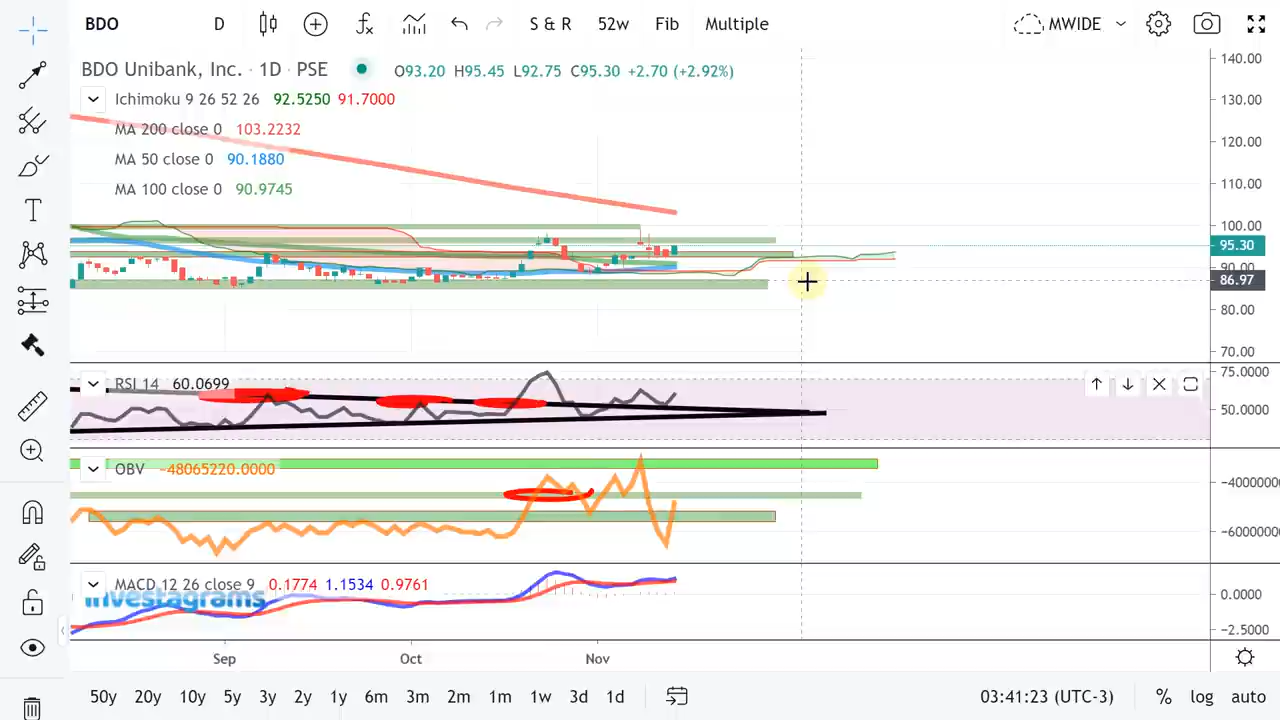 BDO D S & R 52w Fib Multiple MWIDE
BDO Unibank, Inc. · 1D · PSE O93.20 H95.45 L92.75 C95.30 +2.70 (+2.92%)
Ichimoku 9 26 52 26 92.5250 91.7000
MA 200 close 0 103.2232
MA 50 close 0 90.1880
MA 100 close 0 90.9745
140.00
130.00
120.00
110.00
100.00
95.30
90.00
86.97
80.00
70.00
RSI 14 60.0699
75.0000
50.0000
OBV −48065220.0000
−4000000
−6000000
MACD 12 26 close 9 0.1774 1.1534 0.9761
investagrams
0.0000
−2.5000
Sep Oct Nov
50y 20y 10y 5y 3y 2y 1y 6m 3m 2m 1m 1w 3d 1d 03:41:23 (UTC-3) % log auto